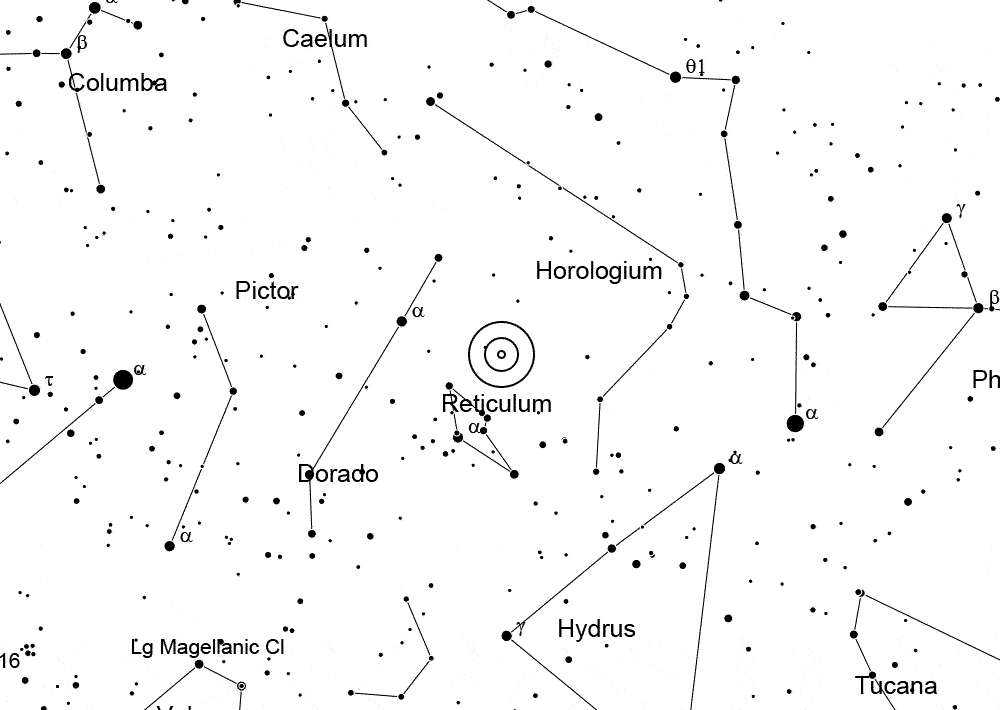 α
Caelum
β
θ1
Columba
γ
Horologium
Pictor
β
α
α
τ
Ph
Reticulum
α
α
α
Dorado
α
γ
Hydrus
Lg Magellanic Cl
16
Tucana